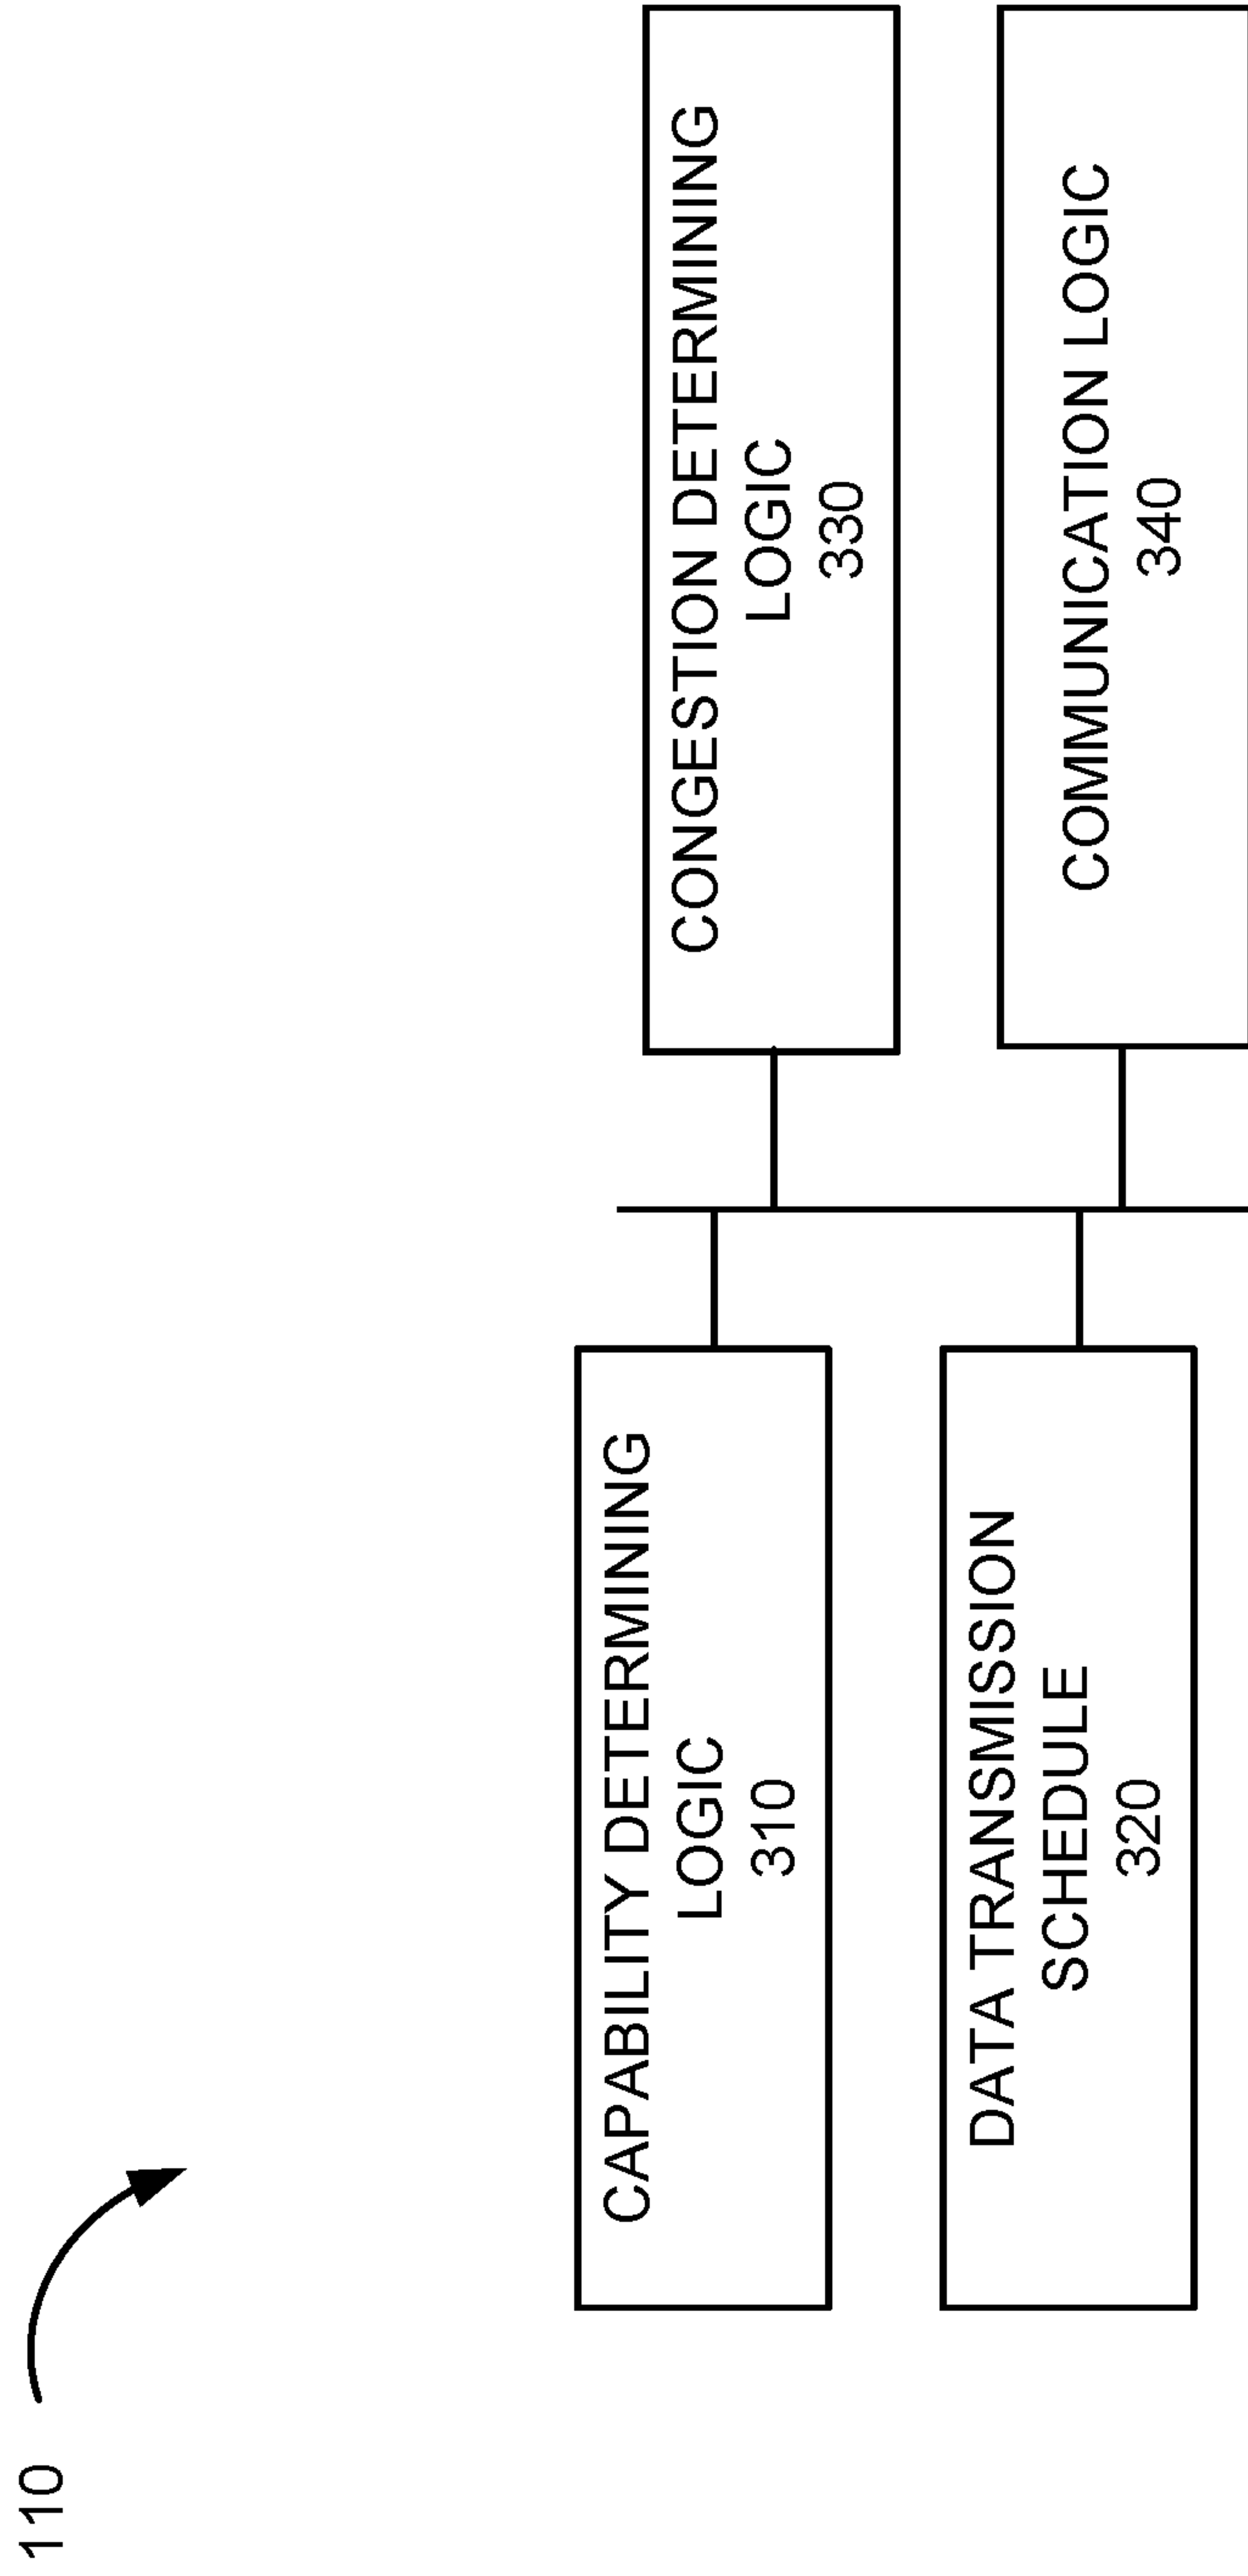 110
CAPABILITY DETERMINING
LOGIC
310
DATA TRANSMISSION
SCHEDULE
320
CONGESTION DETERMINING
LOGIC
330
COMMUNICATION LOGIC
340